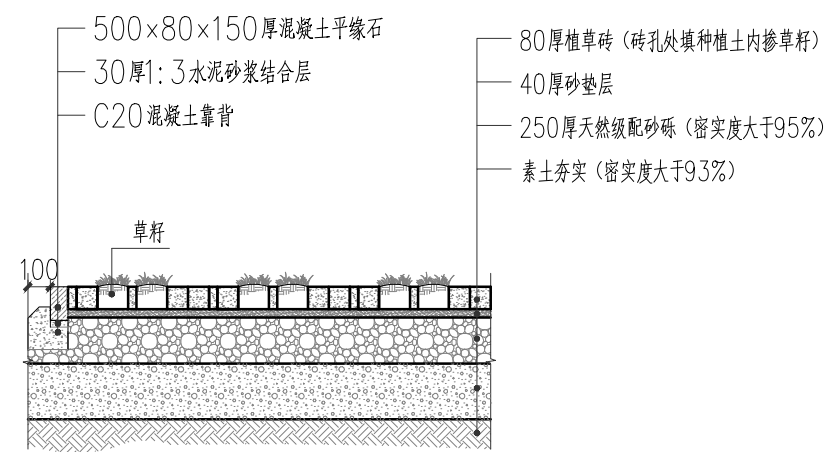 500×80×150厚混凝土平缘石
30厚1：3水泥砂浆结合层
C20混凝土靠背
80厚植草砖（砖孔处填种植土内掺草籽）
40厚砂垫层
250厚天然级配砂砾（密实度大于95%）
素土夯实（密实度大于93%）
草籽
100